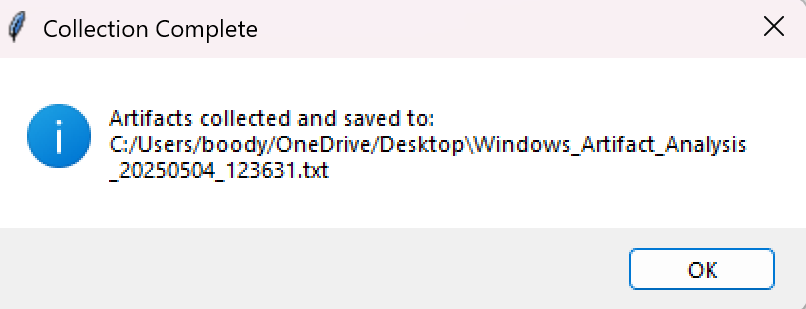 Collection Complete
Artifacts collected and saved to:
C:/Users/boody/OneDrive/Desktop\Windows_Artifact_Analysis
_20250504_123631.txt
OK